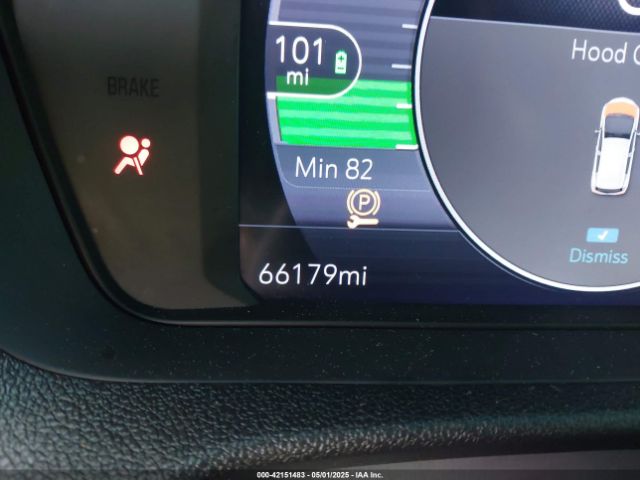 101
mi
Hood
BRAKE
Min 82
P
Dismiss
66179mi
000-42151483 - 05/01/2025 - IAA Inc.